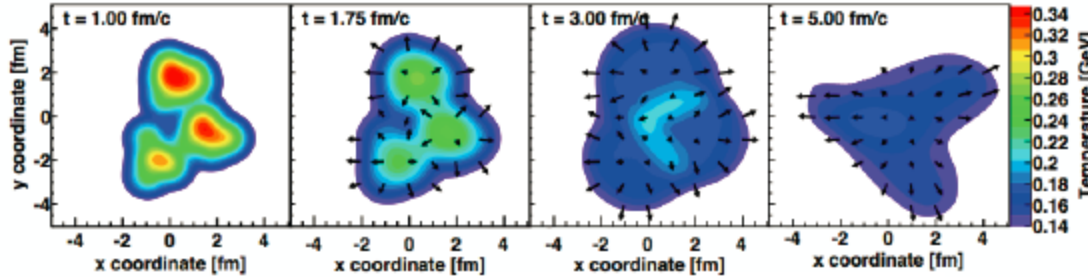 t = 1.00 fm/c
t = 1.75 fm/c
t = 3.00 fm/c
t = 5.00 fm/c
y coordinate [fm]
4
2
0
-2
-4
-4 -2 0 2 4
-4 -2 0 2 4
-4 -2 0 2 4
-4 -2 0 2 4
x coordinate [fm]
x coordinate [fm]
x coordinate [fm]
x coordinate [fm]
0.34
0.32
0.3
0.28
0.26
0.24
0.22
0.2
0.18
0.16
0.14
Temperature [GeV]